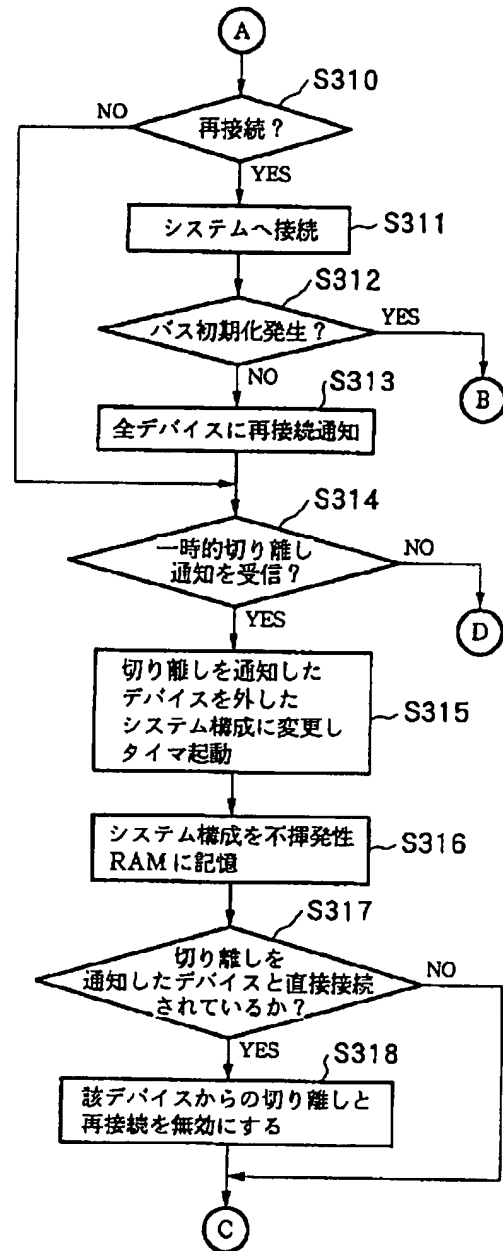 A
S310
NO
再接続?
YES
システムへ接続
S311
S312
バス初期化発生?
YES
NO
B
S313
全デバイスに再接続通知
S314
一時的切り離し
通知を受信?
NO
D
YES
切り離しを通知した
デバイスを外した
システム構成に変更し
タイマ起動
S315
システム構成を不揮発性
RAMに記憶
S316
S317
切り離しを
通知したデバイスと直接接続
されているか?
NO
YES
S318
該デバイスからの切り離しと
再接続を無効にする
C